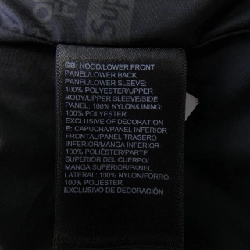 GB: HOOD/LOWER FRONT
PANEL/LOWER BACK
PANEL/LOWER SLEEVE:
100% POLYESTER/UPPER
BODY/UPPER SLEEVE/SIDE
PANEL: 100% NYLON/LINING:
100% POLYESTER
EXCLUSIVE OF DECORATION
E: CAPUCHA/PANEL INFERIOR
FRONTAL/PANEL TRASERO
INFERIOR/MANGA INFERIOR:
100% POLIÉSTER/PARTE
SUPERIOR DEL CUERPO/
MANGA SUPERIOR/PANEL
LATERAL: 100% NYLON/FORRO:
100% POLIÉSTER
EXCLUSIVO DE DECORACIÓN